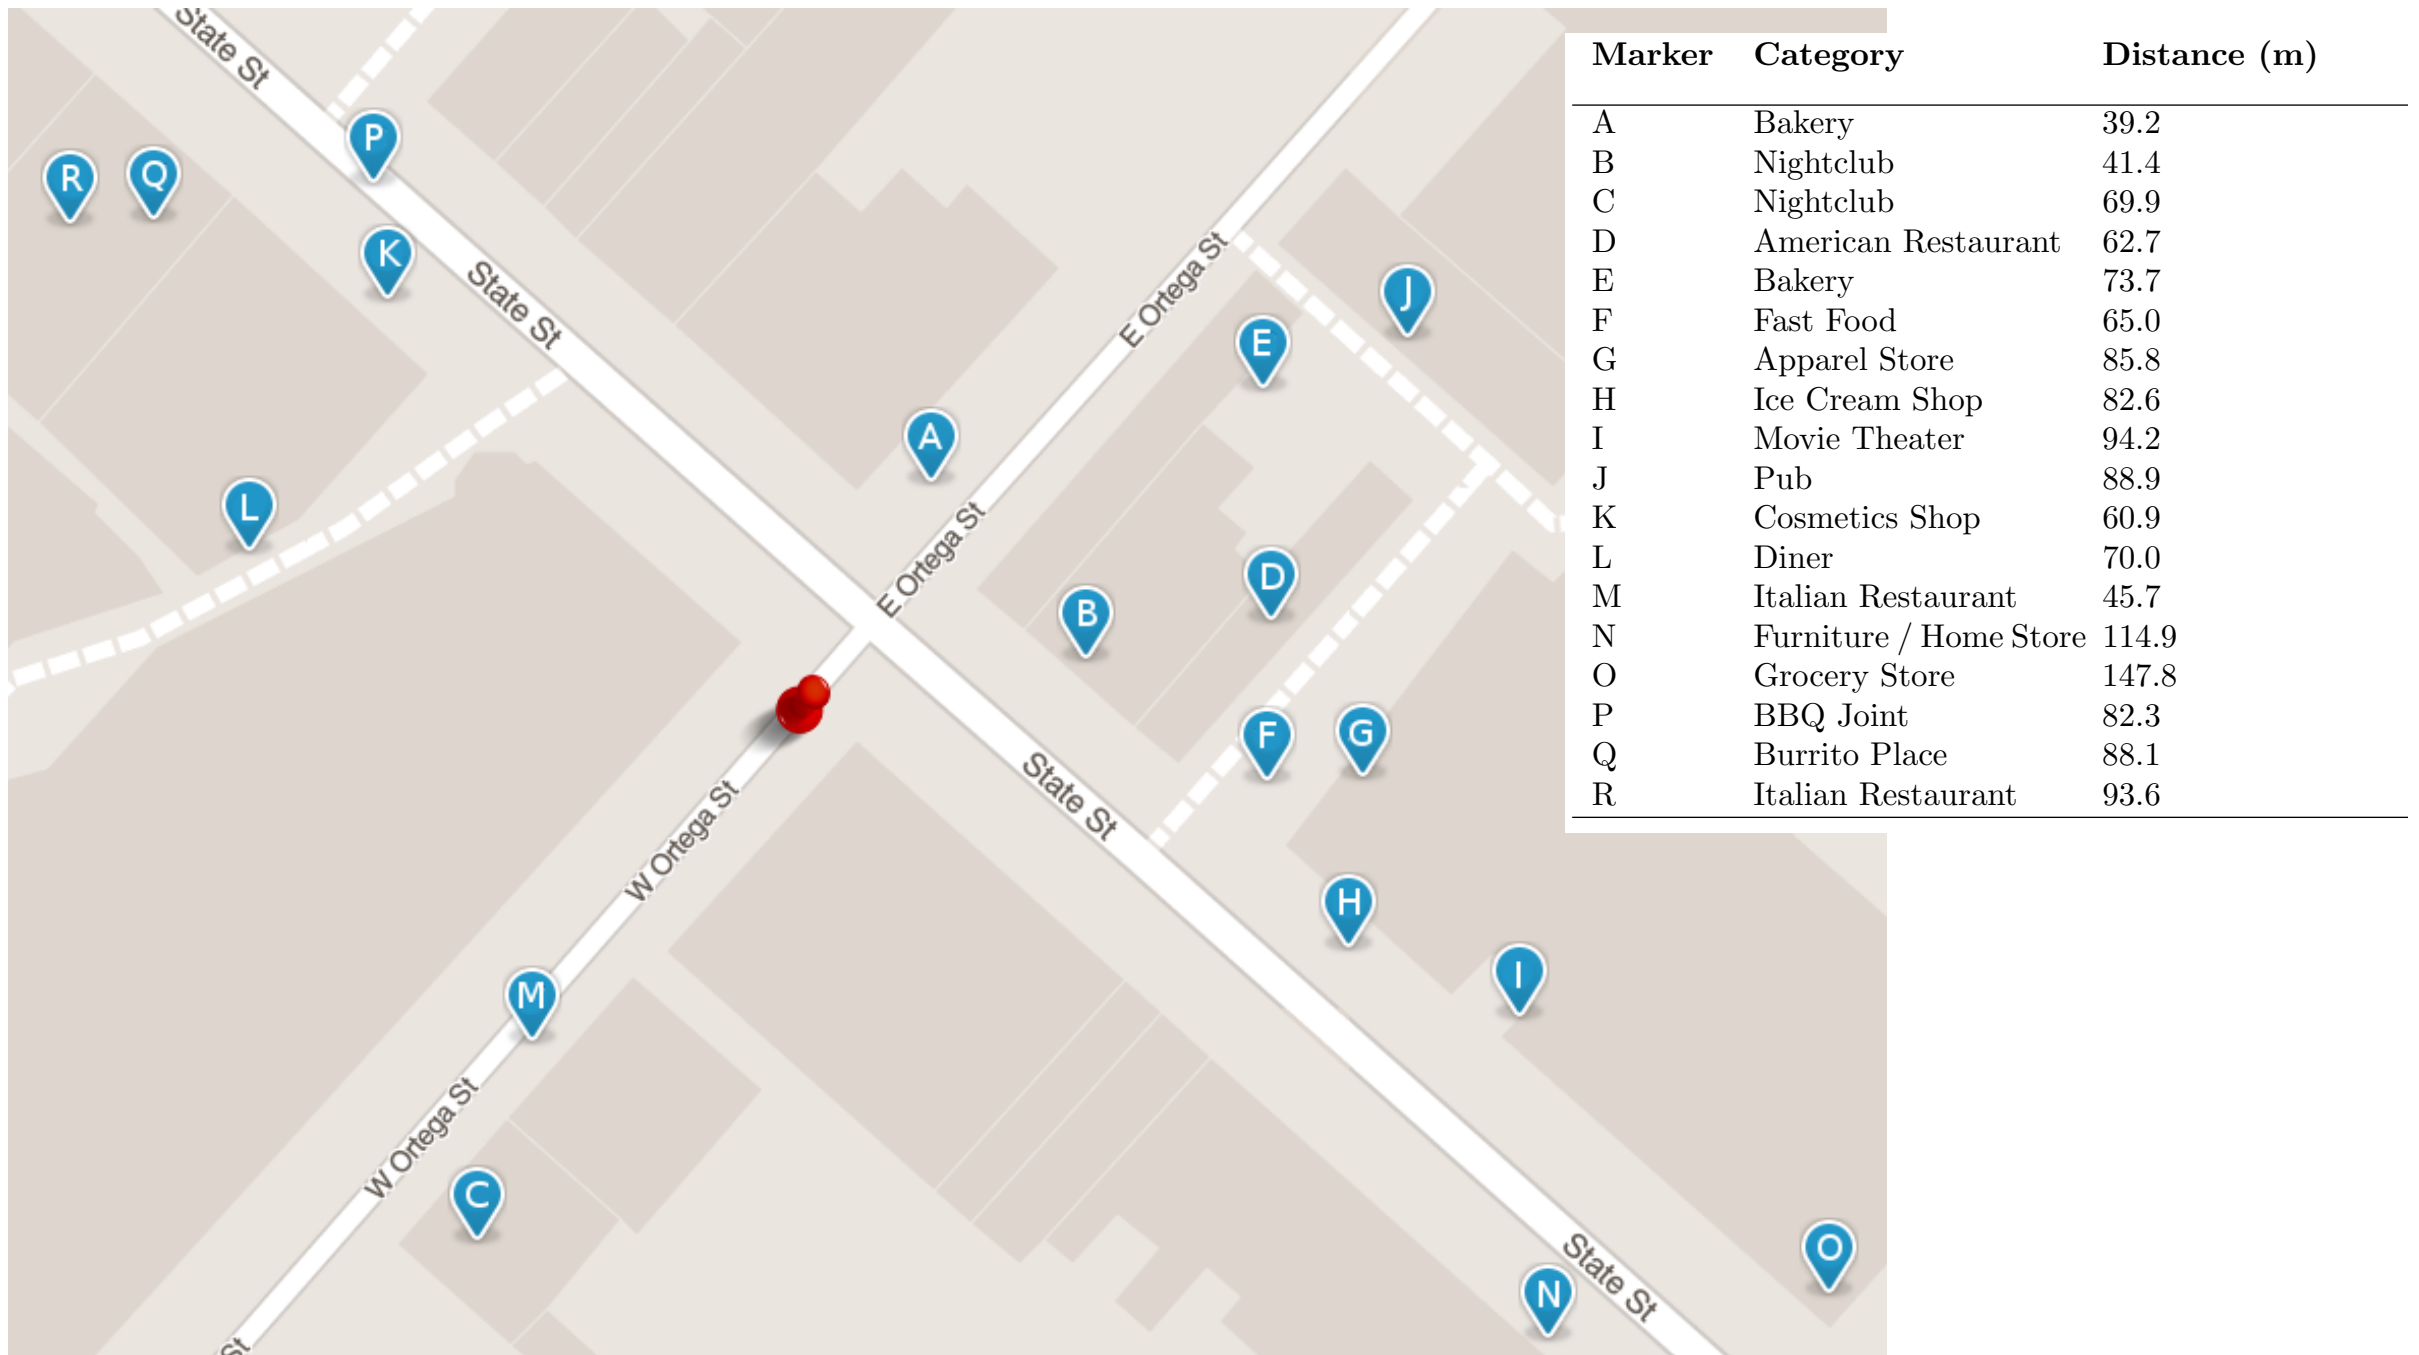 State St
P
R
Q
K
State St
E Ortega St
J
E
A
L
E Ortega St
D
B
F
G
State St
W Ortega St
H
I
M
W Ortega St
C
State St
O
N
St
Marker Category Distance (m)
A Bakery 39.2
B Nightclub 41.4
C Nightclub 69.9
D American Restaurant 62.7
E Bakery 73.7
F Fast Food 65.0
G Apparel Store 85.8
H Ice Cream Shop 82.6
I Movie Theater 94.2
J Pub 88.9
K Cosmetics Shop 60.9
L Diner 70.0
M Italian Restaurant 45.7
N Furniture / Home Store 114.9
O Grocery Store 147.8
P BBQ Joint 82.3
Q Burrito Place 88.1
R Italian Restaurant 93.6